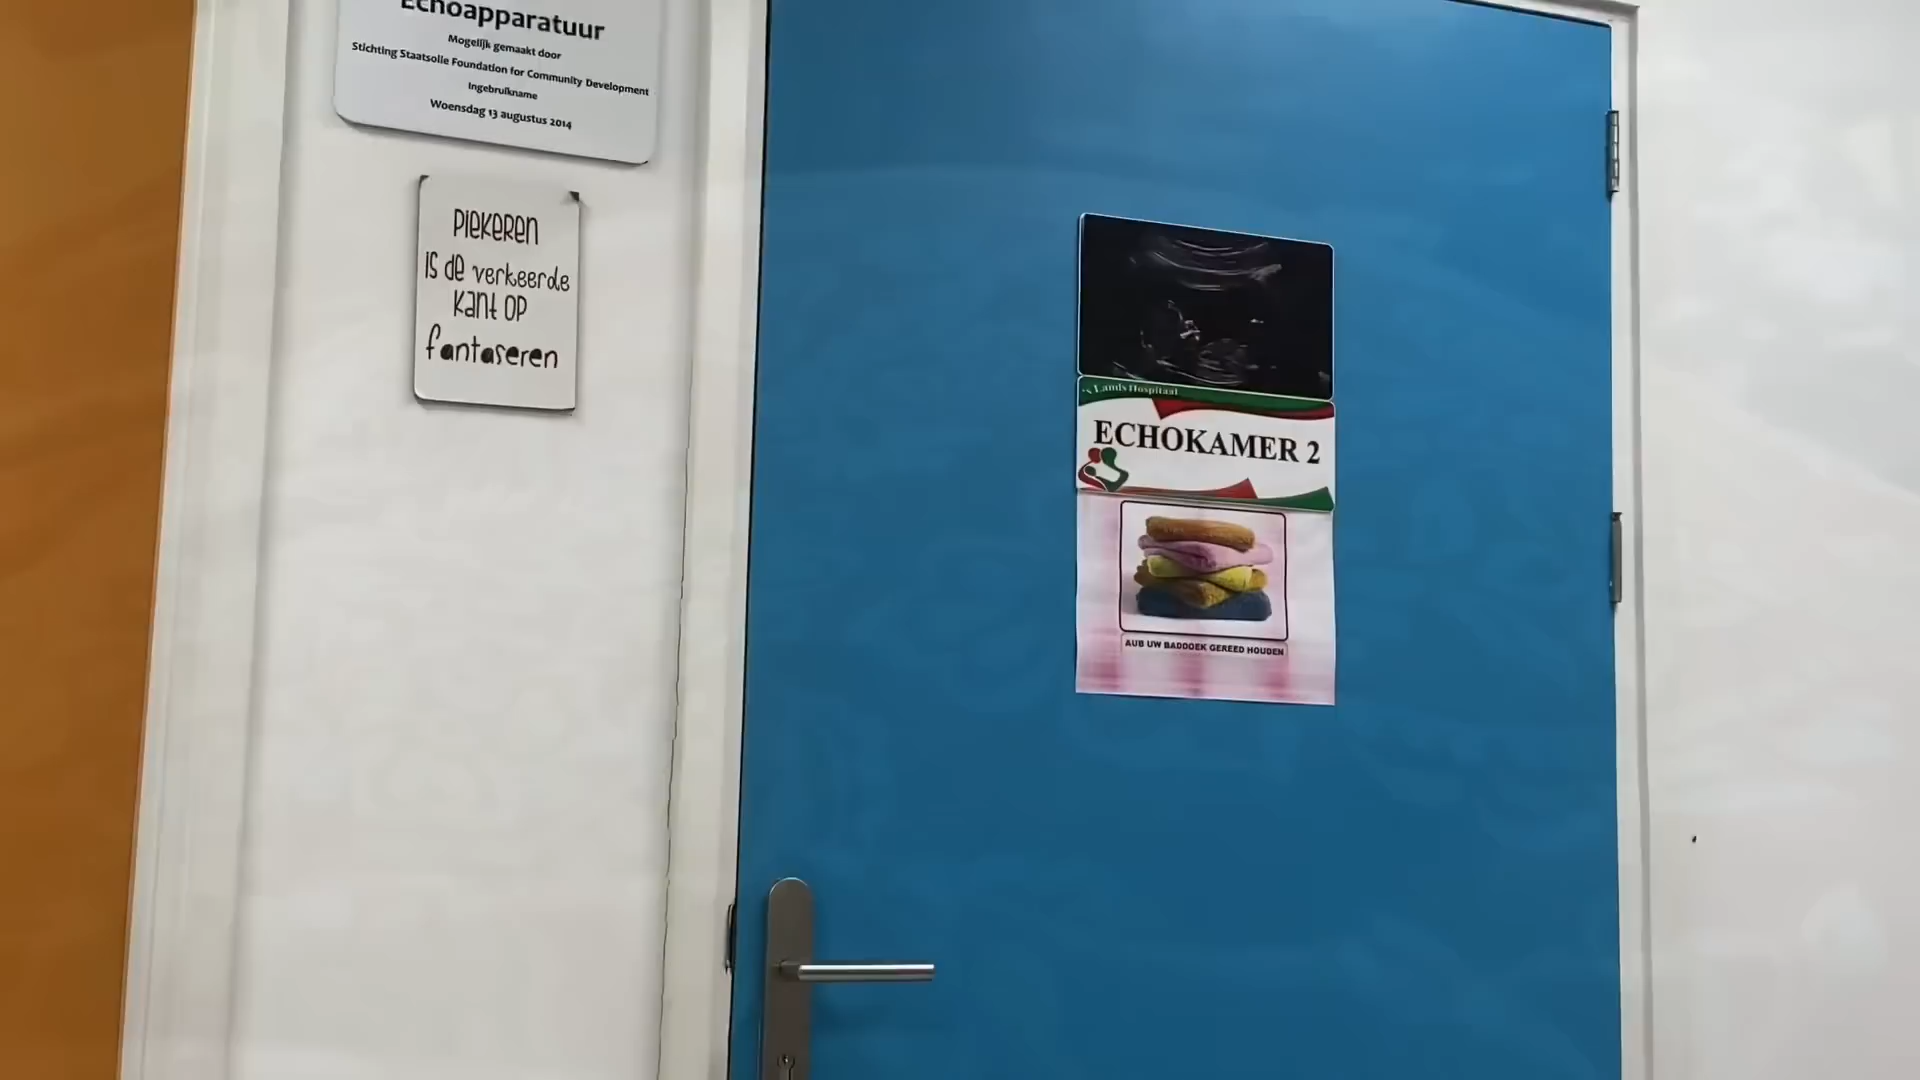 Echoapparatuur
Mogelijk gemaakt door
Stichting Staatsolie Foundation for Community Development
Ingebruikname
Woensdag 13 augustus 2014
PIEKEREN
IS de verkeerde
KANT OP
fantaseren
's Lands Hospitaal
ECHOKAMER 2
AUB UW BADDOEK GEREED HOUDEN